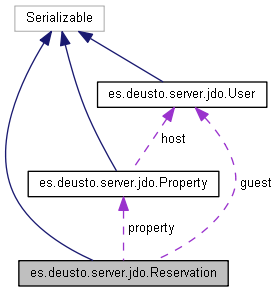 Serializable
es.deusto.server.jdo.User
host
es.deusto.server.jdo.Property
guest
property
es.deusto.server.jdo.Reservation